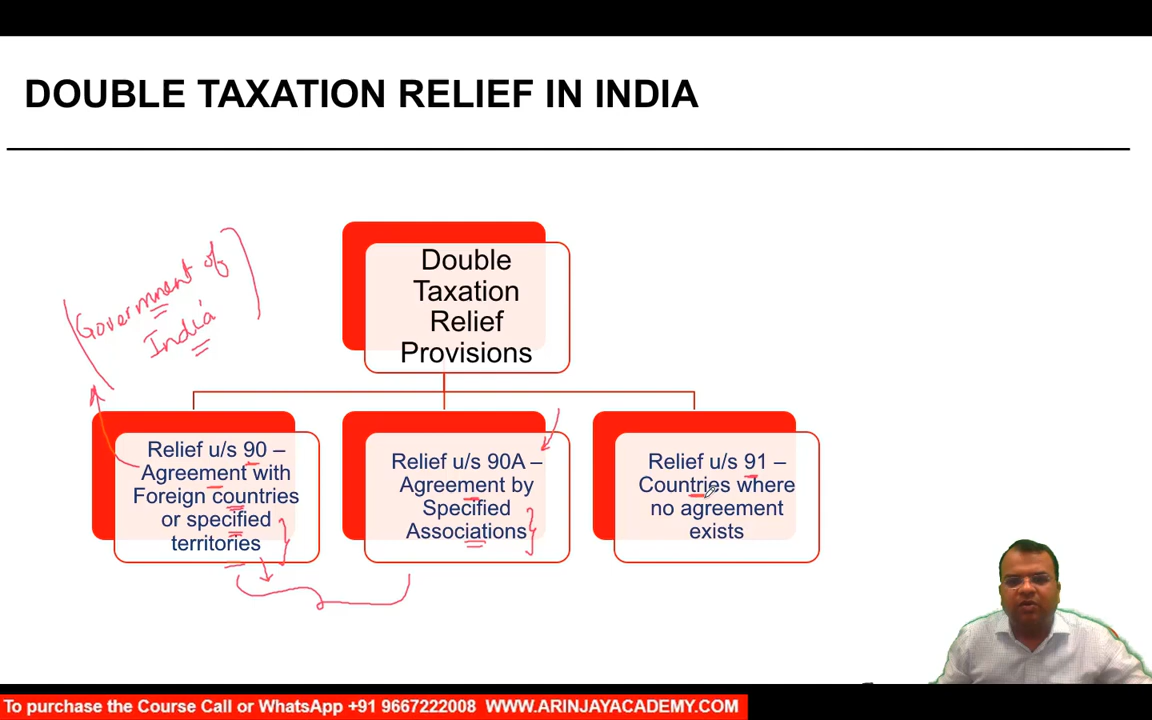 DOUBLE TAXATION RELIEF IN INDIA
Government of
India
Double
Taxation
Relief
Provisions
Relief u/s 90 –
Agreement with
Foreign countries
or specified
territories
Relief u/s 90A –
Agreement by
Specified
Associations
Relief u/s 91 –
Countries where
no agreement
exists
To purchase the Course Call or WhatsApp +91 9667222008 WWW.ARINJAYACADEMY.COM